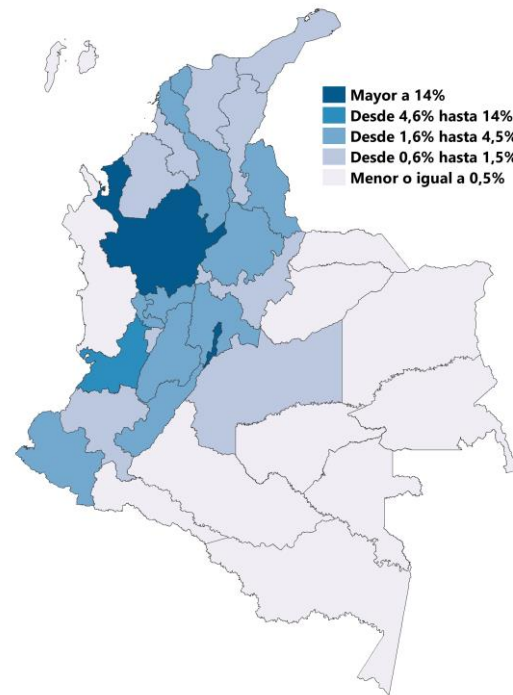 Mayor a 14%
Desde 4,6% hasta 14%
Desde 1,6% hasta 4,5%
Desde 0,6% hasta 1,5%
Menor o igual a 0,5%